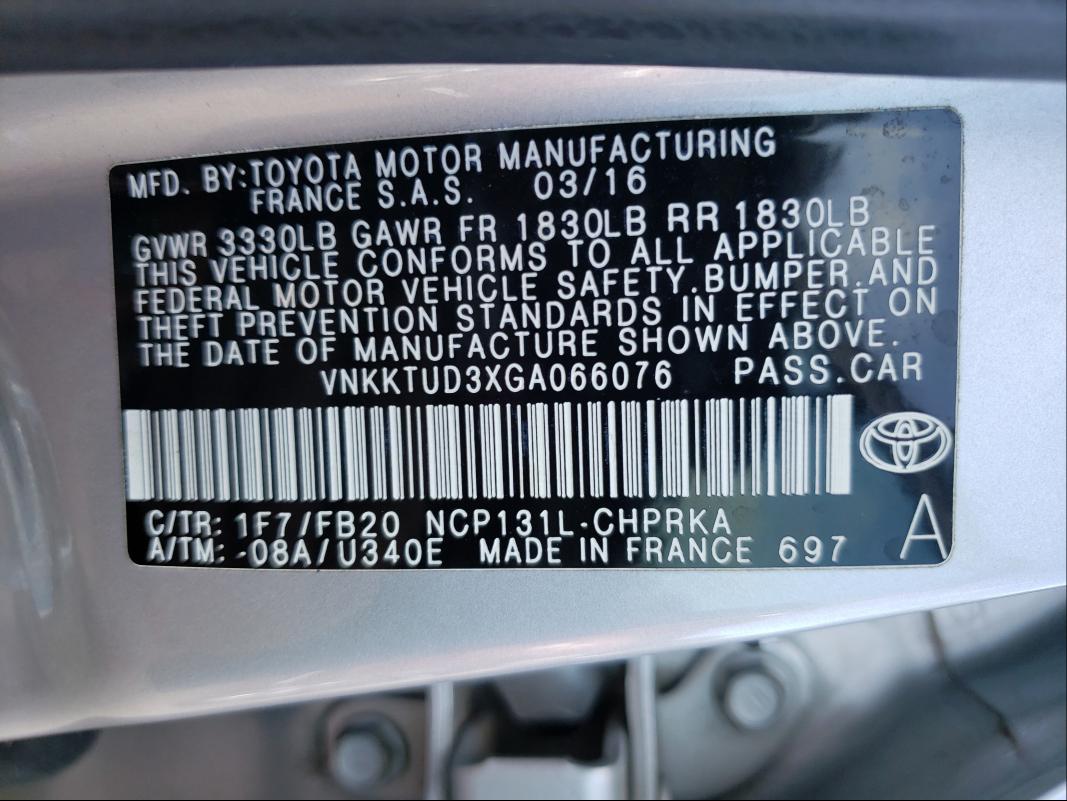 MFD. BY:TOYOTA MOTOR MANUFACTURING
FRANCE S.A.S. 03/16
GVWR 3330LB GAWR FR 1830LB RR 1830LB
THIS VEHICLE CONFORMS TO ALL APPLICABLE
FEDERAL MOTOR VEHICLE SAFETY.BUMPER.AND
THEFT PREVENTION STANDARDS IN EFFECT ON
THE DATE OF MANUFACTURE SHOWN ABOVE.
VNKKTUD3XGA066076 PASS.CAR
C/TR: 1F7/FB20 NCP131L-CHPRKA
A/TM: -08A/U340E MADE IN FRANCE 697
A